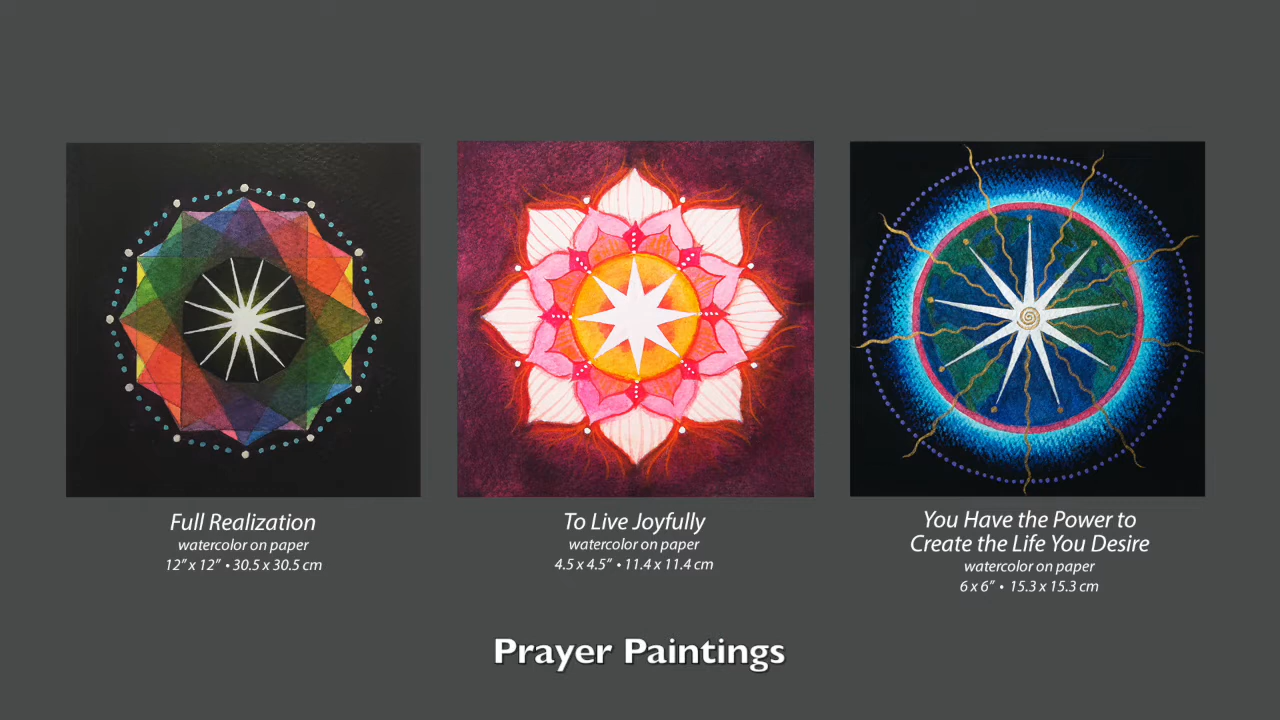 Full Realization
watercolor on paper
12" x 12" • 30.5 x 30.5 cm
To Live Joyfully
watercolor on paper
4.5 x 4.5" • 11.4 x 11.4 cm
You Have the Power to
Create the Life You Desire
watercolor on paper
6 x 6" • 15.3 x 15.3 cm
Prayer Paintings